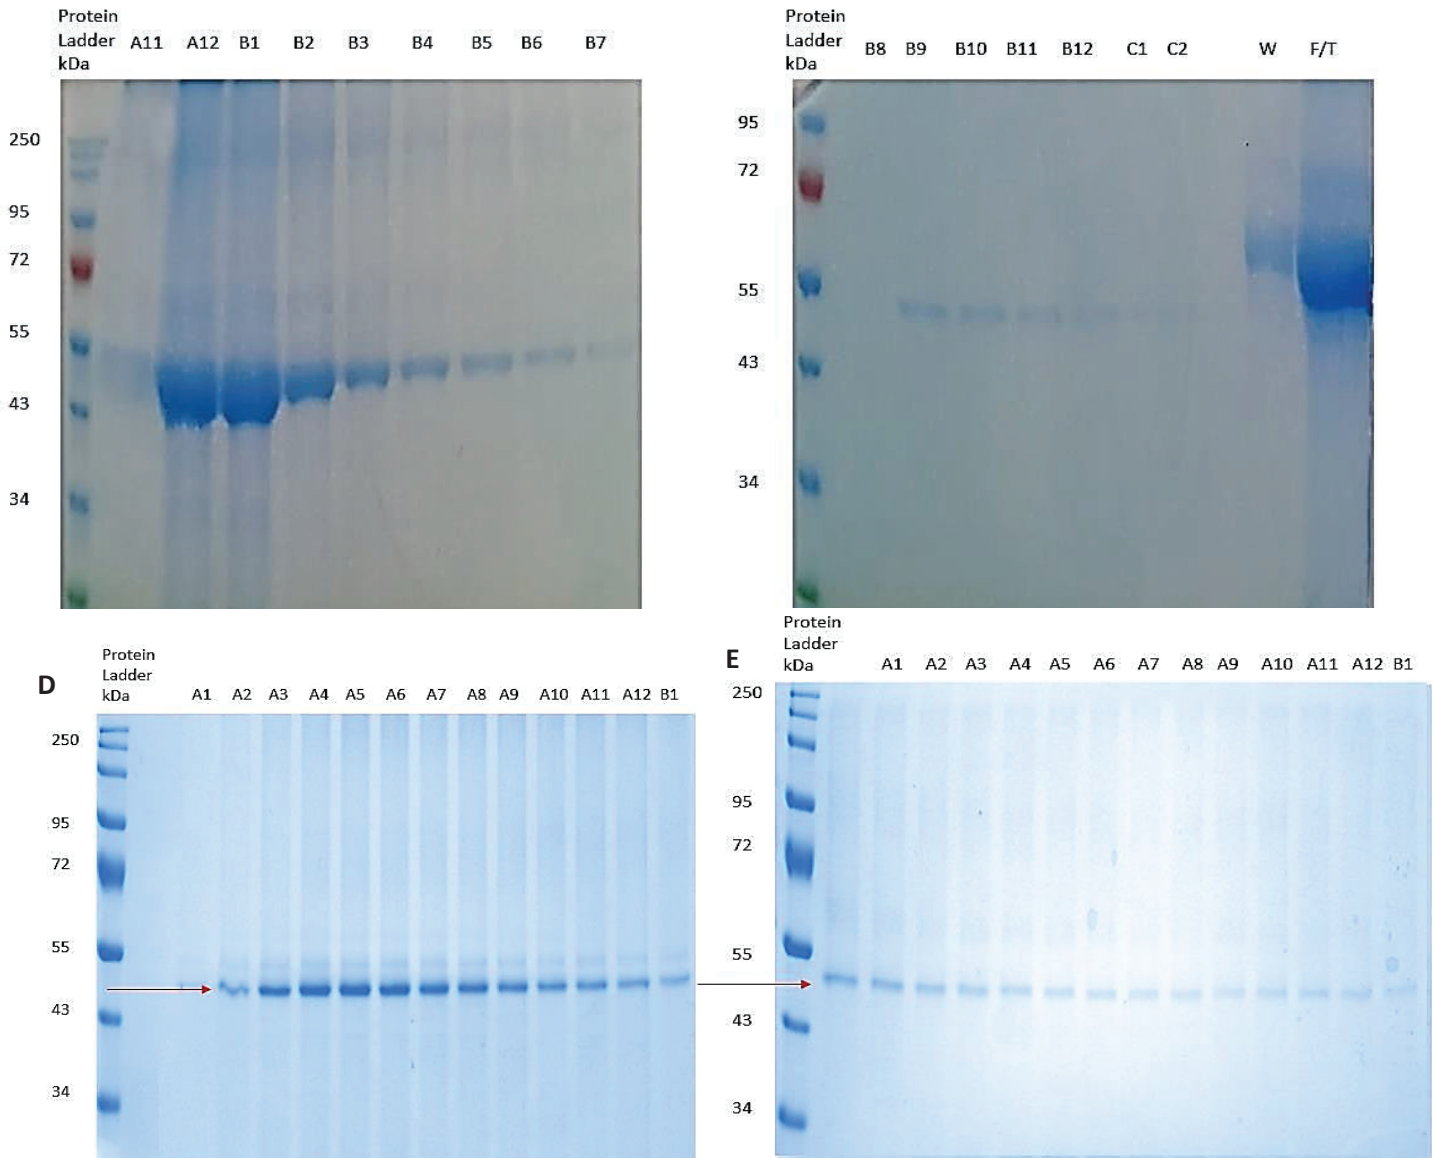 Protein
Ladder
kDa
A11 A12 B1 B2 B3 B4 B5 B6 B7
250
95
72
55
43
34
Protein
Ladder
kDa
B8 B9 B10 B11 B12 C1 C2 W F/T
95
72
55
43
34
D
Protein
Ladder
kDa
A1 A2 A3 A4 A5 A6 A7 A8 A9 A10 A11 A12 B1
250
95
72
55
43
34
E
Protein
Ladder
kDa
A1 A2 A3 A4 A5 A6 A7 A8 A9 A10 A11 A12 B1
250
95
72
55
43
34